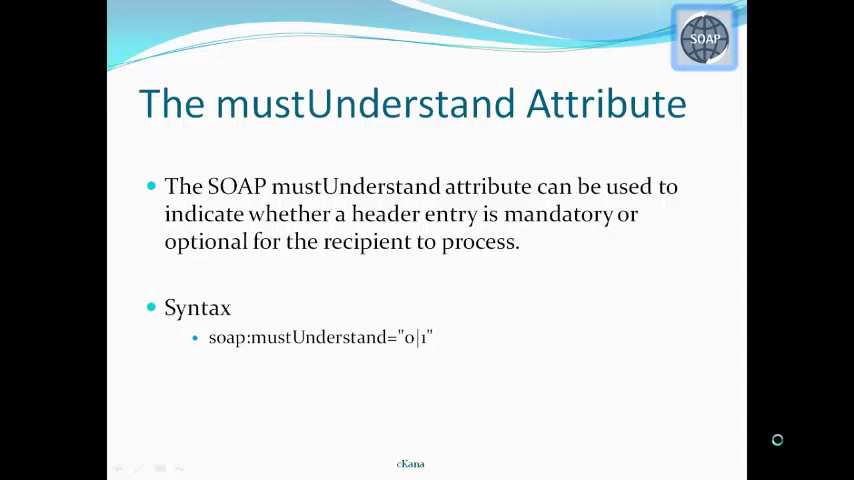 SOAP
The mustUnderstand Attribute
The SOAP mustUnderstand attribute can be used to
indicate whether a header entry is mandatory or
optional for the recipient to process.
Syntax
soap:mustUnderstand="0|1"
eKana